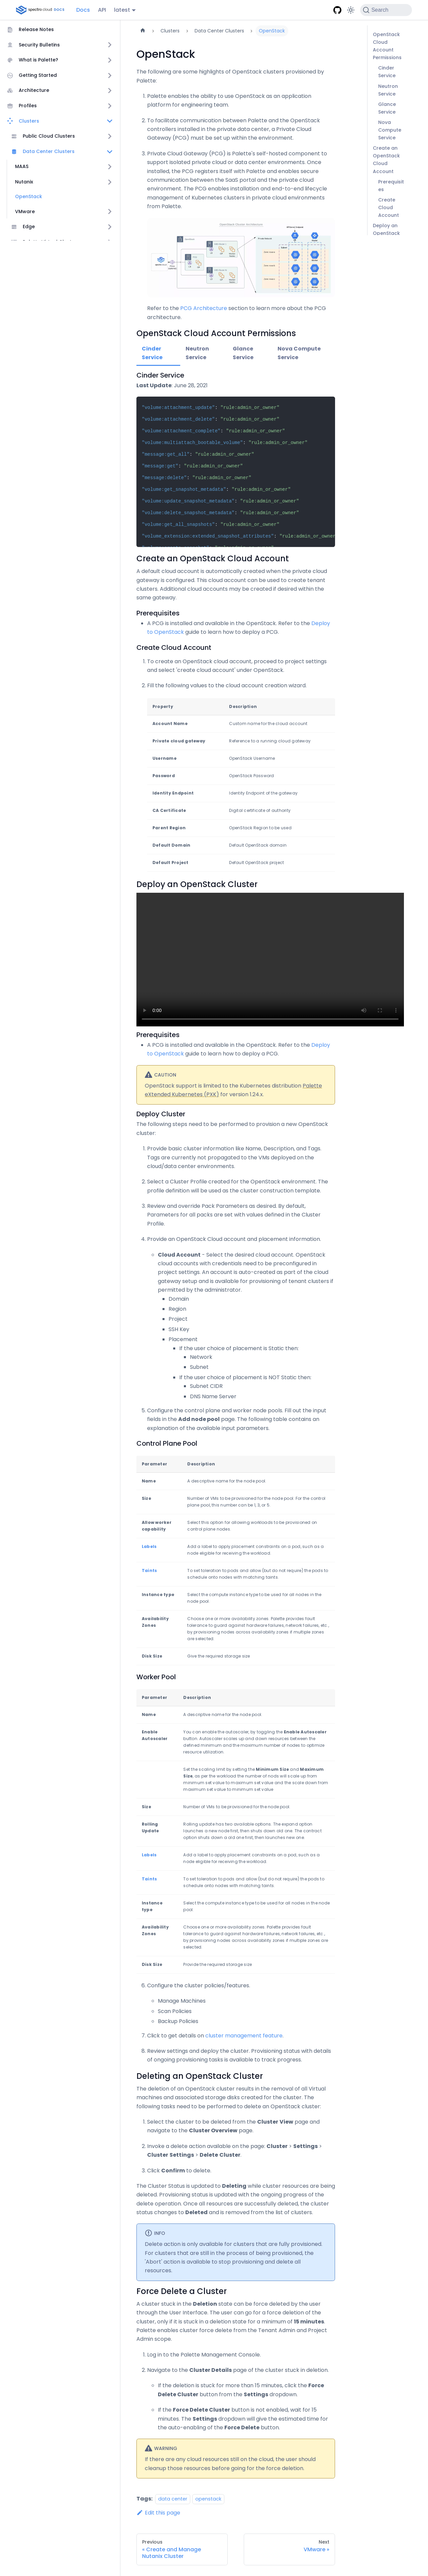 spectrocloud DOCS
Docs
API
latest
Search
Release Notes
Security Bulletins
What is Palette?
Getting Started
Architecture
Profiles
Clusters
Public Cloud Clusters
Data Center Clusters
MAAS
Nutanix
OpenStack
VMware
Edge
Clusters
Data Center Clusters
OpenStack
OpenStack
The following are some highlights of OpenStack clusters provisioned by
Palette.
1. Palette enables the ability to use OpenStack as an application
platform for engineering team.
2. To facilitate communication between Palette and the OpenStack
controllers installed within the private data center, a Private Cloud
Gateway (PCG) must be set up within the environment.
3. Private Cloud Gateway (PCG) is Palette's self-hosted component to
support isolated private cloud or data center environments. The
PCG, once installed, registers itself with Palette and allows for
secure communication between the SaaS portal and the private cloud
environment. The PCG enables installation and end-to-end lifecycle
management of Kubernetes clusters in private cloud environments
from Palette.
OpenStack Clusters Architecture
Refer to the PCG Architecture section to learn more about the PCG
architecture.
OpenStack Cloud Account Permissions
Cinder
Service
Neutron
Service
Glance
Service
Nova Compute
Service
Cinder Service
Last Update: June 28, 2021
"volume:attachment_update": "rule:admin_or_owner"
"volume:attachment_delete": "rule:admin_or_owner"
"volume:attachment_complete": "rule:admin_or_owner"
"volume:multiattach_bootable_volume": "rule:admin_or_owner"
"message:get_all": "rule:admin_or_owner"
"message:get": "rule:admin_or_owner"
"message:delete": "rule:admin_or_owner"
"volume:get_snapshot_metadata": "rule:admin_or_owner"
"volume:update_snapshot_metadata": "rule:admin_or_owner"
"volume:delete_snapshot_metadata": "rule:admin_or_owner"
"volume:get_all_snapshots": "rule:admin_or_owner"
"volume_extension:extended_snapshot_attributes" : "rule:admin_or_owner
Create an OpenStack Cloud Account
A default cloud account is automatically created when the private cloud
gateway is configured. This cloud account can be used to create tenant
clusters. Additional cloud accounts may be created if desired within the
same gateway.
Prerequisites
A PCG is installed and available in the OpenStack. Refer to the Deploy
to OpenStack guide to learn how to deploy a PCG.
Create Cloud Account
1. To create an OpenStack cloud account, proceed to project settings
and select 'create cloud account' under OpenStack.
2. Fill the following values to the cloud account creation wizard.
Property Description
Account Name Custom name for the cloud account
Private cloud gateway Reference to a running cloud gateway
Username OpenStack Username
Password OpenStack Password
Identity Endpoint Identity Endpoint of the gateway
CA Certificate Digital certificate of authority
Parent Region OpenStack Region to be used
Default Domain Default OpenStack domain
Default Project Default OpenStack project
Deploy an OpenStack Cluster
0:00
Prerequisites
A PCG is installed and available in the OpenStack. Refer to the Deploy
to OpenStack guide to learn how to deploy a PCG.
CAUTION
OpenStack support is limited to the Kubernetes distribution Palette
eXtended Kubernetes (PXK) for version 1.24.x.
Deploy Cluster
The following steps need to be performed to provision a new OpenStack
cluster:
1. Provide basic cluster information like Name, Description, and Tags.
Tags are currently not propagated to the VMs deployed on the
cloud/data center environments.
2. Select a Cluster Profile created for the OpenStack environment. The
profile definition will be used as the cluster construction template.
3. Review and override Pack Parameters as desired. By default,
Parameters for all packs are set with values defined in the Cluster
Profile.
4. Provide an OpenStack Cloud account and placement information.
Cloud Account - Select the desired cloud account. OpenStack
cloud accounts with credentials need to be preconfigured in
project settings. An account is auto-created as part of the cloud
gateway setup and is available for provisioning of tenant clusters if
permitted by the administrator.
Domain
Region
Project
SSH Key
Placement
If the user choice of placement is Static then:
Network
Subnet
If the user choice of placement is NOT Static then:
Subnet CIDR
DNS Name Server
5. Configure the control plane and worker node pools. Fill out the input
fields in the Add node pool page. The following table contains an
explanation of the available input parameters.
Control Plane Pool
Parameter Description
Name A descriptive name for the node pool
Size Number of VMs to be provisioned for the node pool. For the control
plane pool, this number can be 1, 3, or 5.
Allow worker
capability
Select this option for allowing workloads to be provisioned on
control plane nodes
Labels Add a label to apply placement constraints on a pod, such as a
node eligible for receiving the workload.
Taints To set toleration to pods and allow (but do not require) the pods to
schedule onto nodes with matching taints
Instance type Select the compute instance type to be used for all nodes in the
node pool.
Availability
Zones
Choose one or more availability zones. Palette provides fault
tolerance to guard against hardware failures, network failures, etc.,
by provisioning nodes across availability zones if multiple zones
are selected.
Disk Size Give the required storage size
Worker Pool
Parameter Description
Name A descriptive name for the node pool
Enable
Autoscaler
You can enable the autoscaler, by toggling the Enable Autoscaler
button. Autoscaler scales up and down resources between the
defined minimum and the maximum number of nodes to optimize
resource utilization.
Set the scaling limit by setting the Minimum Size and Maximum
Size, as per the workload the number of nods will scale up from
minimum set value to maximum set value and the scale down from
maximum set value to minimum set value
Size Number of VMs to be provisioned for the node pool.
Rolling
Update
Rolling update has two available options. The expand option
launches a new node first, then shuts down old one. The contract
option shuts down a old one first, then launches new one.
Labels Add a label to apply placement constraints on a pod, such as a
node eligible for receiving the workload.
Taints To set toleration to pods and allow (but do not require) the pods to
schedule onto nodes with matching taints.
Instance
type
Select the compute instance type to be used for all nodes in the node
pool.
Availability
Zones
Choose one or more availability zones. Palette provides fault
tolerance to guard against hardware failures, network failures, etc.,
by provisioning nodes across availability zones if multiple zones are
selected
Disk Size Provide the required storage size
6. Configure the cluster policies/features.
Manage Machines
Scan Policies
Backup Policies
7. Click to get details on cluster management feature.
8. Review settings and deploy the cluster. Provisioning status with details
of ongoing provisioning tasks is available to track progress.
Deleting an OpenStack Cluster
The deletion of an OpenStack cluster results in the removal of all Virtual
machines and associated storage disks created for the cluster. The
following tasks need to be performed to delete an OpenStack cluster:
1. Select the cluster to be deleted from the Cluster View page and
navigate to the Cluster Overview page.
2. Invoke a delete action available on the page: Cluster > Settings >
Cluster Settings > Delete Cluster.
3. Click Confirm to delete.
The Cluster Status is updated to Deleting while cluster resources are being
deleted. Provisioning status is updated with the ongoing progress of the
delete operation. Once all resources are successfully deleted, the cluster
status changes to Deleted and is removed from the list of clusters.
INFO
Delete action is only available for clusters that are fully provisioned.
For clusters that are still in the process of being provisioned, the
'Abort' action is available to stop provisioning and delete all
resources.
Force Delete a Cluster
A cluster stuck in the Deletion state can be force deleted by the user
through the User Interface. The user can go for a force deletion of the
cluster, only if it is stuck in a deletion state for a minimum of 15 minutes.
Palette enables cluster force delete from the Tenant Admin and Project
Admin scope.
1. Log in to the Palette Management Console.
2. Navigate to the Cluster Details page of the cluster stuck in deletion.
If the deletion is stuck for more than 15 minutes, click the Force
Delete Cluster button from the Settings dropdown.
If the Force Delete Cluster button is not enabled, wait for 15
minutes. The Settings dropdown will give the estimated time for
the auto-enabling of the Force Delete button.
WARNING
If there are any cloud resources still on the cloud, the user should
cleanup those resources before going for the force deletion.
Tags: data center openstack
Edit this page
Previous
« Create and Manage
Nutanix Cluster
Next
VMware »
OpenStack
Cloud
Account
Permissions
Cinder
Service
Neutron
Service
Glance
Service
Nova
Compute
Service
Create an
OpenStack
Cloud
Account
Prerequisit
es
Create
Cloud
Account
Deploy an
OpenStack